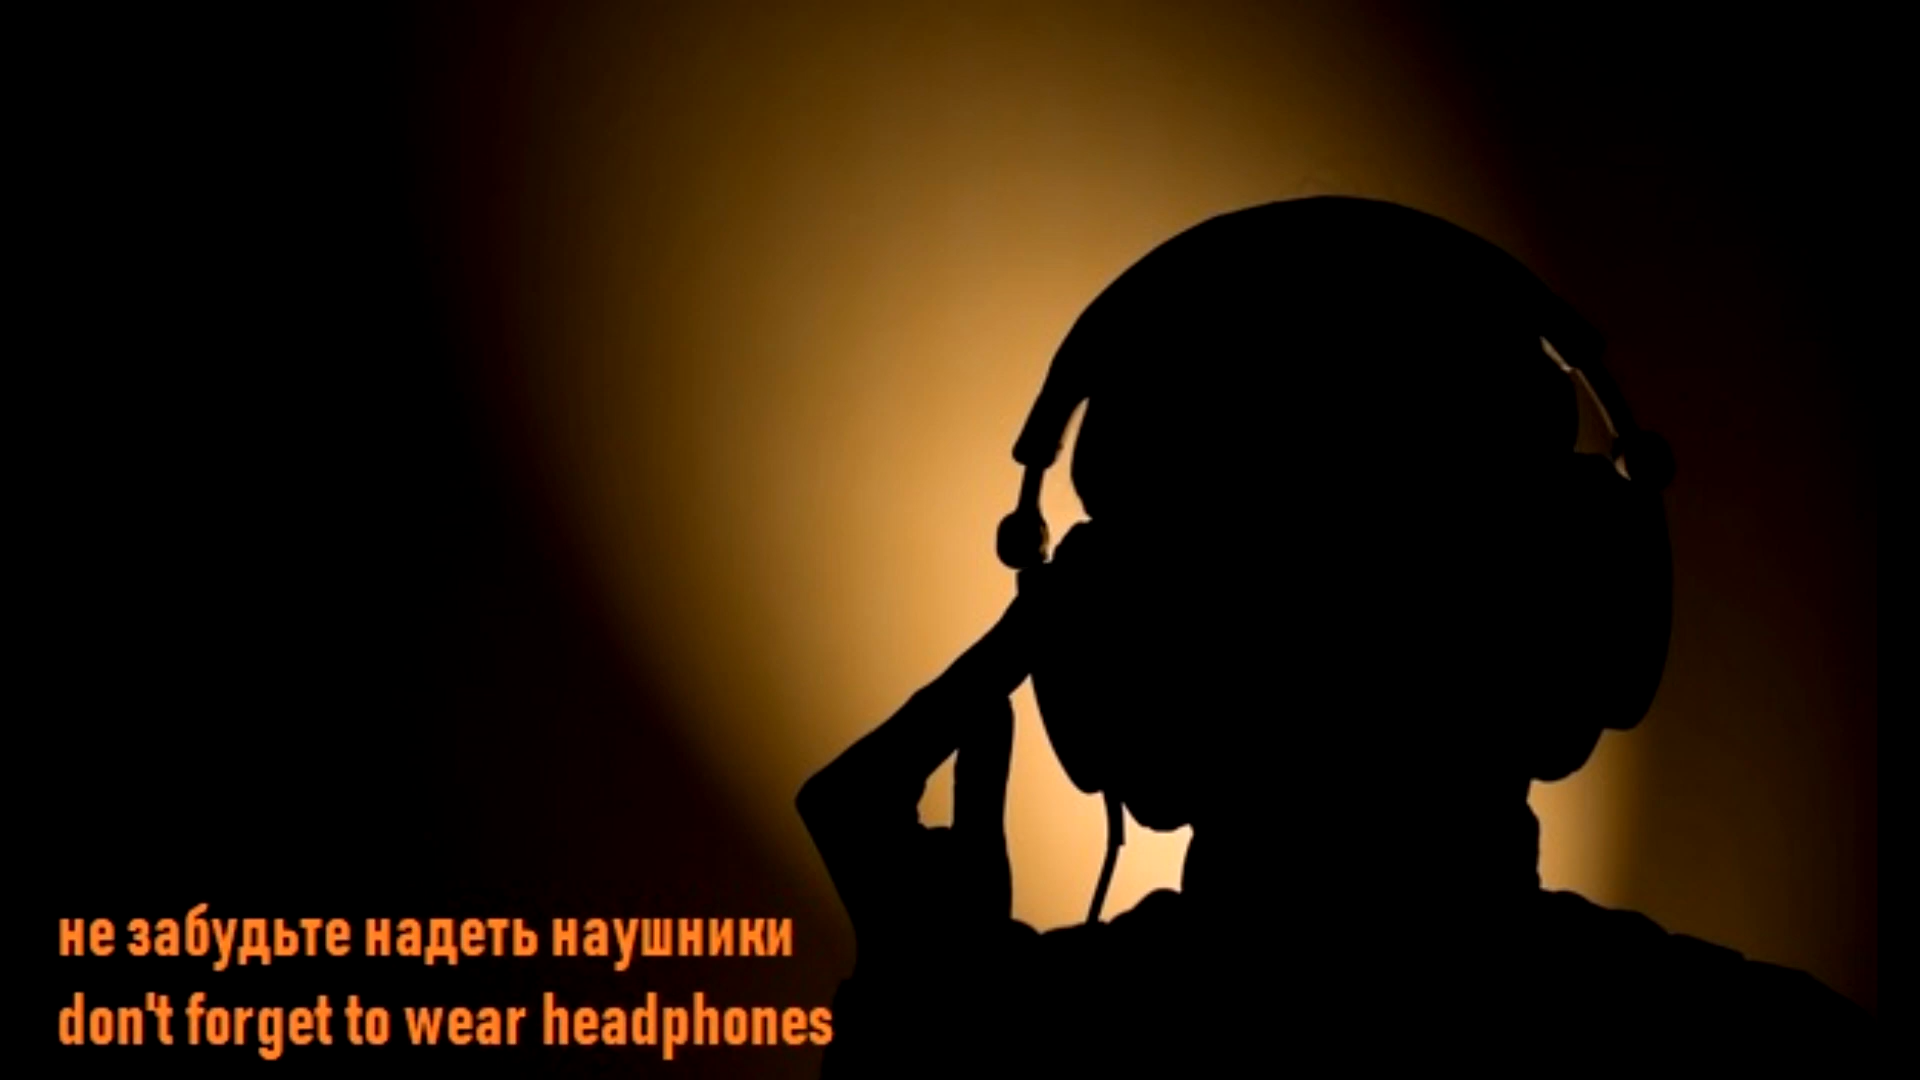 не забудьте надеть наушники
don't forget to wear headphones